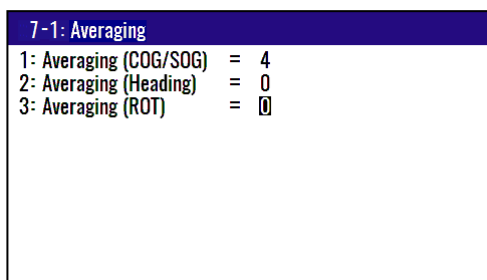 7-1: Averaging
1: Averaging (COG/SOG) = 4
2: Averaging (Heading) = 0
3: Averaging (ROT) = 0